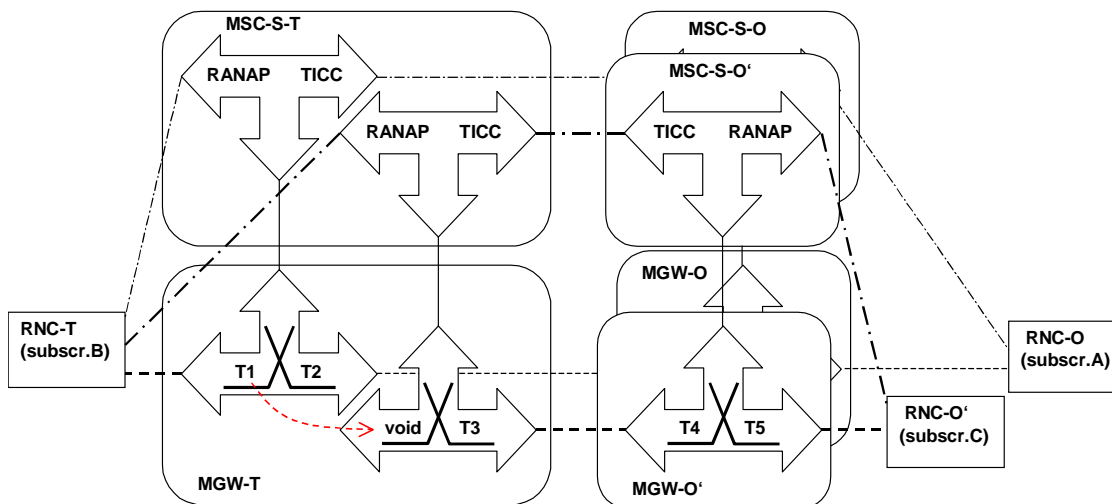 MSC-S-T
MSC-S-O
MSC-S-O‘
RANAP TICC
RANAP TICC
TICC RANAP
MGW-O
RNC-T
(subscr.B)
RNC-O
(subscr.A)
T1 T2
void T3
T4 T5
RNC-O‘
(subscr.C)
MGW-T
MGW-O‘